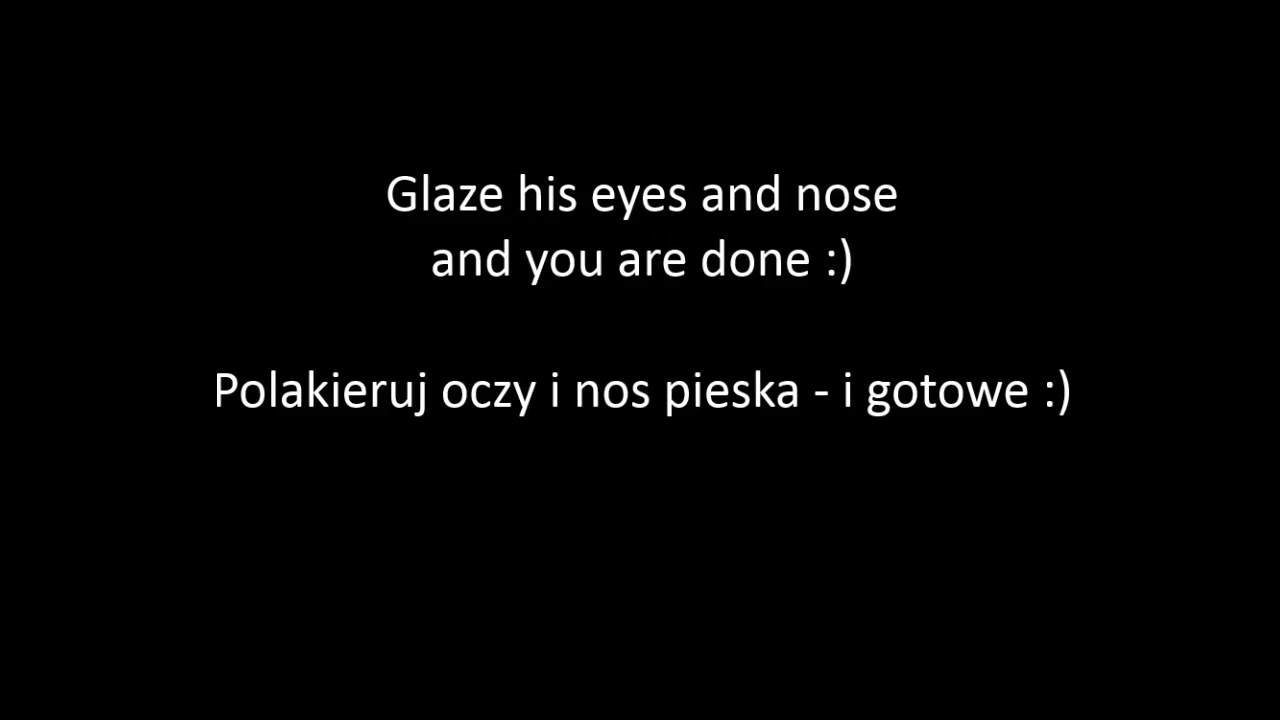 Glaze his eyes and nose
and you are done :)
Polakieruj oczy i nos pieska - i gotowe :)